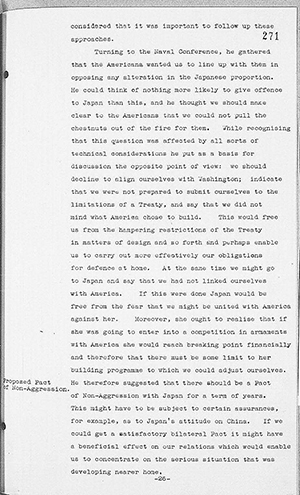 considered that it was important to follow up these
approaches.
271
Turning to the Naval Conference, he gathered
that the Americans wanted us to line up with them in
opposing any alteration in the Japanese proportion.
He could think of nothing more likely to give offence
to Japan than this, and he thought we should make
clear to the Americans that we could not pull the
chestnuts out of the fire for them. While recognising
that this question was affected by all sorts of
technical considerations he put as a basis for
discussion the opposite point of view: we should
decline to align ourselves with Washington; indicate
that we were not prepared to submit ourselves to the
limitations of a Treaty, and say that we did not
mind what America chose to build. This would free
us from the hampering restrictions of the Treaty
in matters of design and so forth and perhaps enable
us to carry out more effectively our obligations
for defence at home. At the same time we might go
to Japan and say that we had not linked ourselves
with America. If this were done Japan would be
free from the fear that we might be united with America
against her. Moreover, she ought to realise that if
she was going to enter into a competition in armaments
with America she would reach breaking point financially
and therefore that there must be some limit to her
building programme to which we could adjust ourselves.
Proposed Pact
of Non-Aggression.
He therefore suggested that there should be a Pact
of Non-Aggression with Japan for a term of years.
This might have to be subject to certain assurances,
for example, as to Japan's attitude on China. If we
could get a satisfactory bilateral Pact it might have
a beneficial effect on our relations which would enable
us to concentrate on the serious situation that was
developing nearer home.
-26-